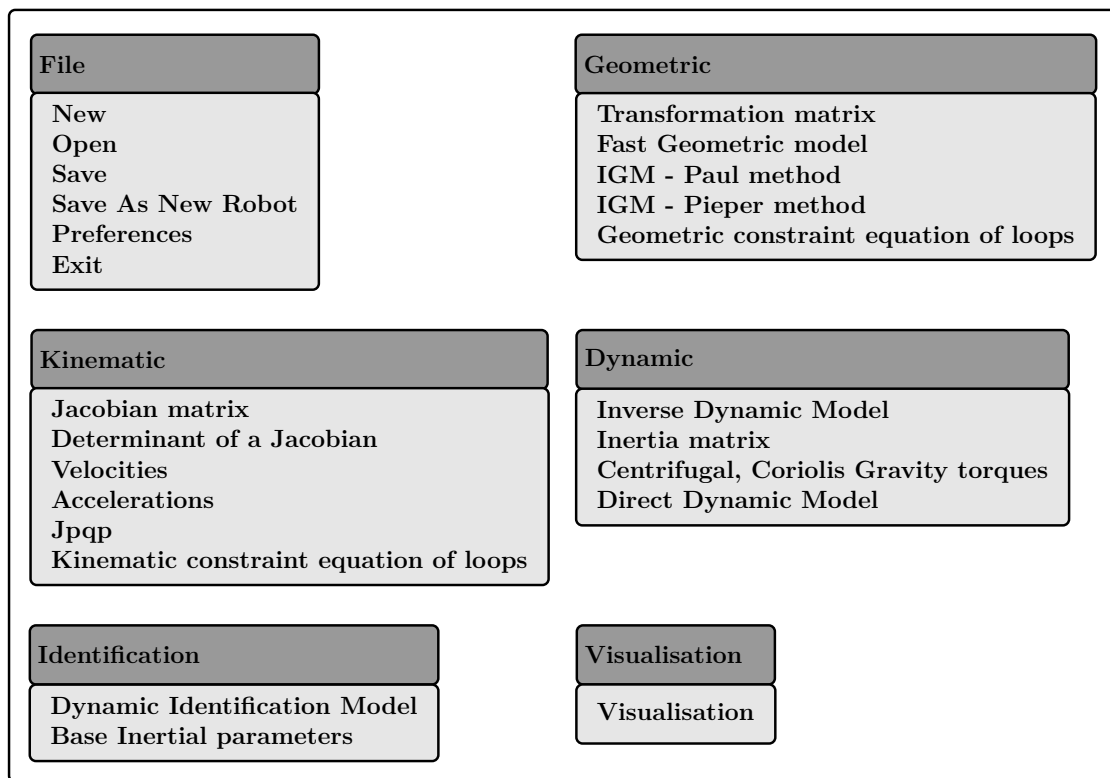 File
New
Open
Save
Save As New Robot
Preferences
Exit
Geometric
Transformation matrix
Fast Geometric model
IGM - Paul method
IGM - Pieper method
Geometric constraint equation of loops
Kinematic
Jacobian matrix
Determinant of a Jacobian
Velocities
Accelerations
Jpqp
Kinematic constraint equation of loops
Dynamic
Inverse Dynamic Model
Inertia matrix
Centrifugal, Coriolis Gravity torques
Direct Dynamic Model
Identification
Dynamic Identification Model
Base Inertial parameters
Visualisation
Visualisation